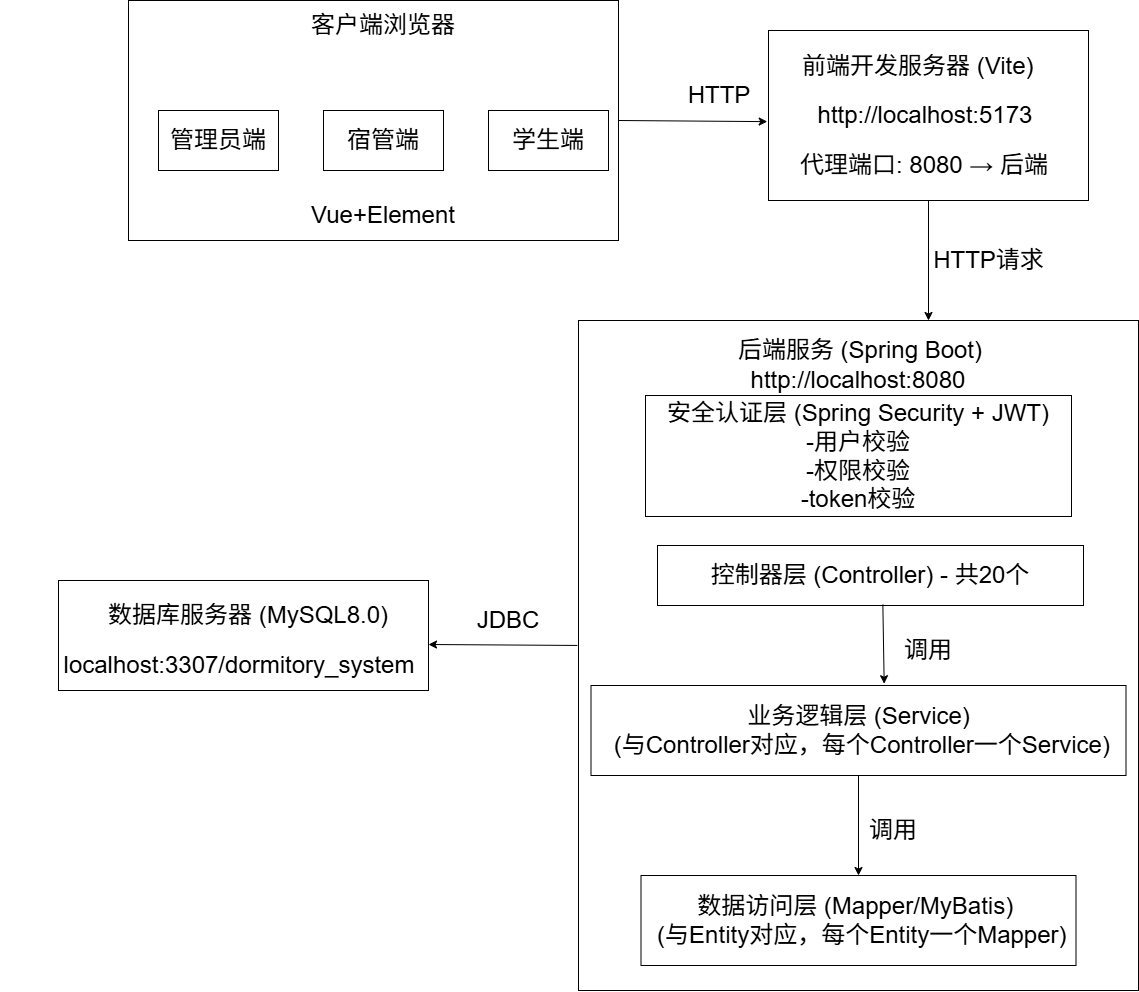 客户端浏览器
管理员端
宿管端
学生端
Vue+Element
HTTP
前端开发服务器 (Vite)
http://localhost:5173
代理端口: 8080 → 后端
HTTP请求
后端服务 (Spring Boot)
http://localhost:8080
安全认证层 (Spring Security + JWT)
-用户校验
-权限校验
-token校验
控制器层 (Controller) - 共20个
调用
业务逻辑层 (Service)
(与Controller对应，每个Controller一个Service)
调用
数据访问层 (Mapper/MyBatis)
(与Entity对应，每个Entity一个Mapper)
JDBC
数据库服务器 (MySQL8.0)
localhost:3307/dormitory_system